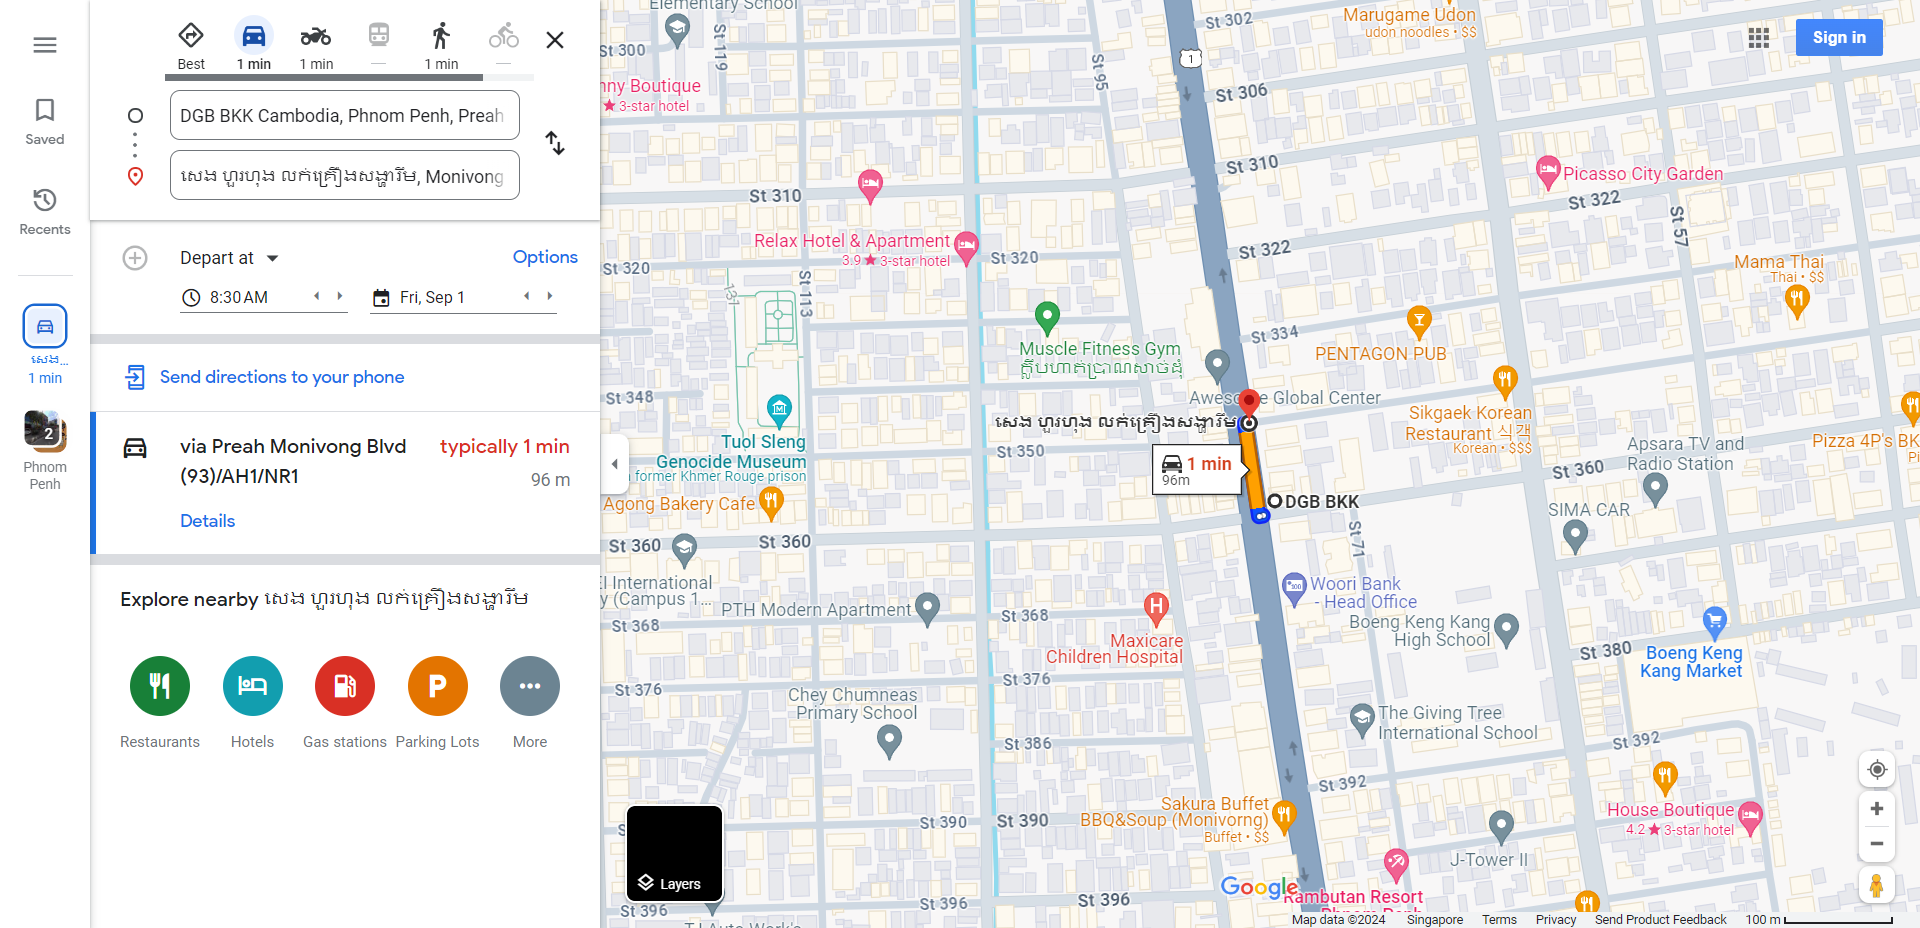 Best
1 min
1 min
—
1 min
—
DGB BKK Cambodia, Phnom Penh, Preah
សេង ហួរហុង លក់គ្រឿងសង្ហារឹម, Monivong
Saved
Recents
សេង...
1 min
2
Phnom
Penh
Depart at
Options
8:30 AM
Fri, Sep 1
Send directions to your phone
via Preah Monivong Blvd
(93)/AH1/NR1
typically 1 min
96 m
Details
Explore nearby សេង ហួរហុង លក់គ្រឿងសង្ហារឹម
P
Restaurants
Hotels
Gas stations
Parking Lots
More
Sign in
Elementary School
St 300
St 119
nny Boutique
★ 3-star hotel
St 302
Marugame Udon
udon noodles • $$
1
St 95
St 306
St 310
St 310
Picasso City Garden
St 322
St 57
Relax Hotel & Apartment
3.9 ★ 3-star hotel
St 320
St 320
St 322
Mama Thai
Thai • $$
131
St 113
St 334
Muscle Fitness Gym
PENTAGON PUB
St 348
Awesome Global Center
Sikgaek Korean
Restaurant 식객
Korean • $$$
សេង ហួរហុង លក់គ្រឿងសង្ហារឹម
Tuol Sleng
Genocide Museum
former Khmer Rouge prison
St 350
1 min
96m
DGB BKK
Apsara TV and
Radio Station
Pizza 4P's BK
Pi
St 360
Agong Bakery Cafe
SIMA CAR
St 71
St 360
St 360
El International
y (Campus 1...
PTH Modern Apartment
Woori Bank
- Head Office
St 368
St 368
H
Maxicare
Children Hospital
Boeng Keng Kang
High School
St 380
Boeng Keng
Kang Market
St 376
St 376
Chey Chumneas
Primary School
The Giving Tree
International School
St 386
St 392
St 392
Sakura Buffet
BBQ&Soup (Monivorng)
Buffet • $$
House Boutique
4.2 ★ 3-star hotel
St 390
St 390
J-Tower II
Layers
Google
Rambutan Resort
Phnom Penh
St 396
St 396
St 396
TJ Auto Work's
Map data ©2024
Singapore
Terms
Privacy
Send Product Feedback
100 m